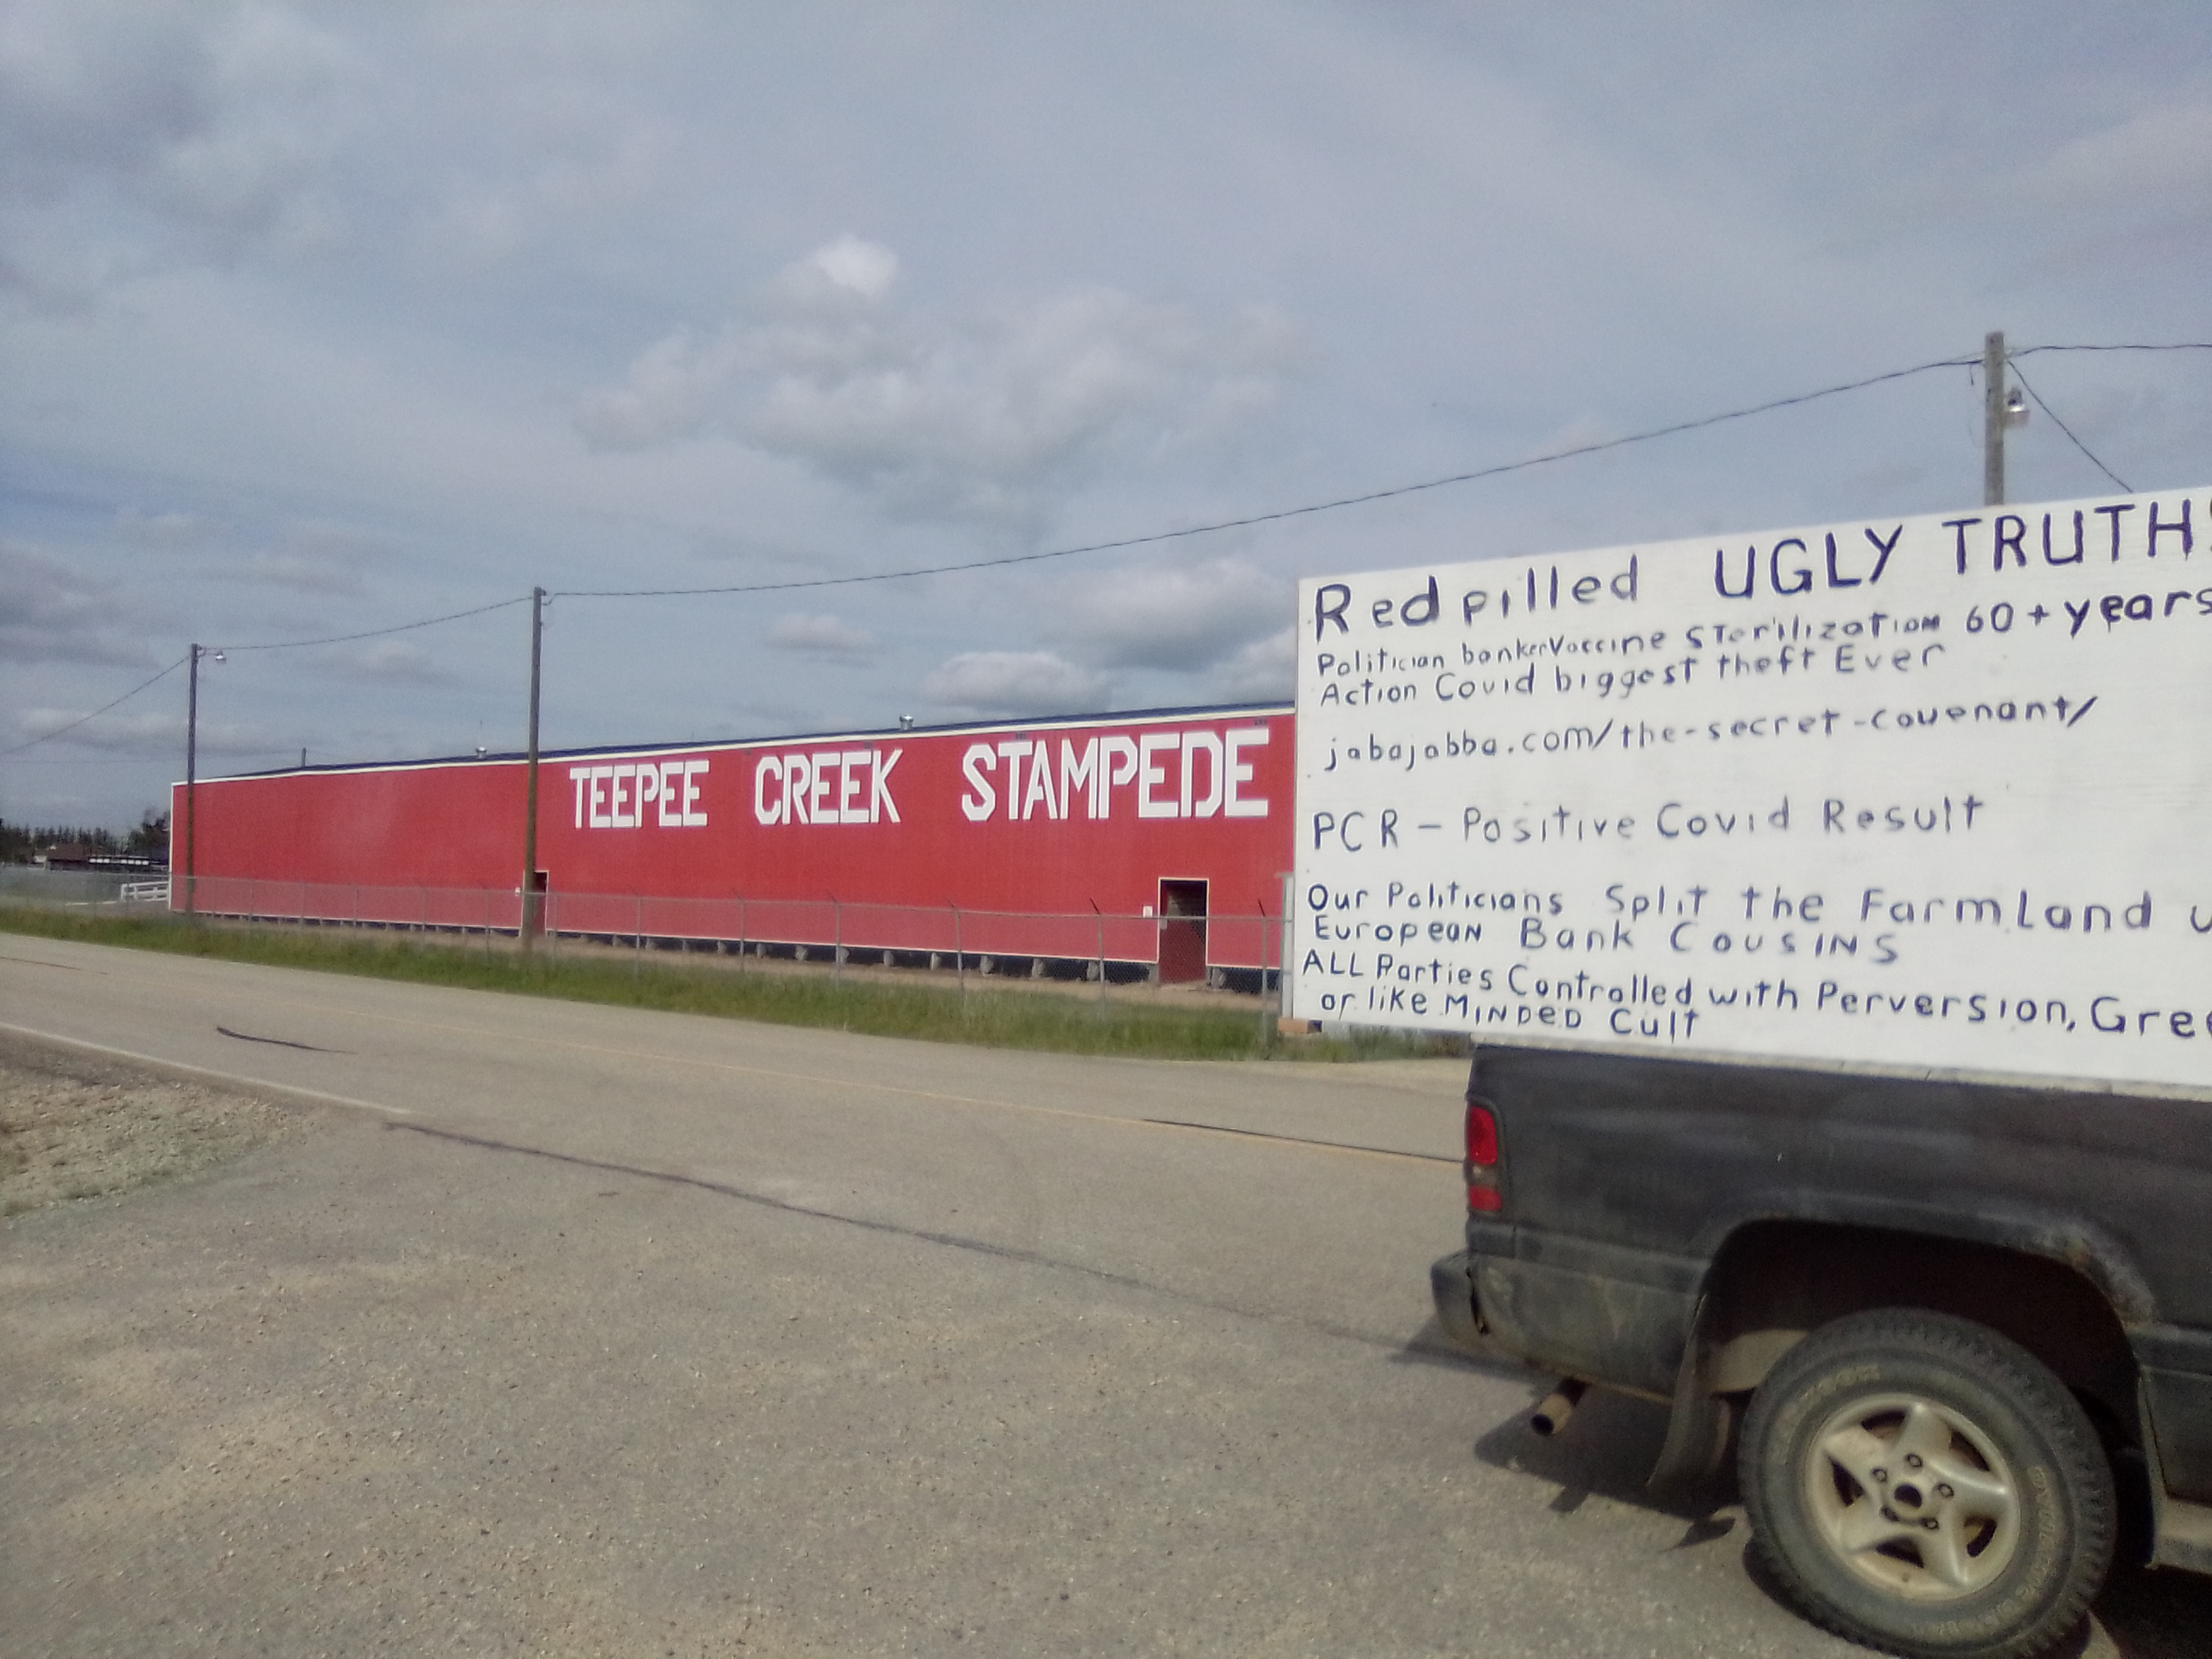 TEEPEE CREEK STAMPEDE
Redpilled UGLY TRUTH!
Politician banker Vaccine Sterilization 60+ years
Action Covid biggest theft Ever
jabajabba.com/the-secret-covenant/
PCR - Positive Covid Result
Our Politicians Split the FarmLand
European Bank Cousins
ALL Parties Controlled with Perversion,
or like MINDeD Cult